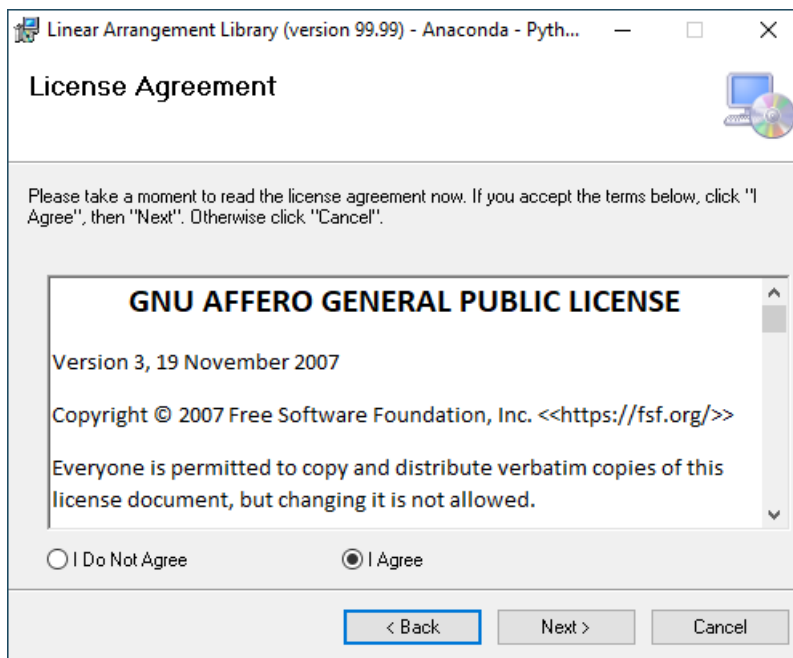 Linear Arrangement Library (version 99.99) - Anaconda - Pyth...
License Agreement
Please take a moment to read the license agreement now. If you accept the terms below, click "I
Agree", then "Next". Otherwise click "Cancel".
GNU AFFERO GENERAL PUBLIC LICENSE
Version 3, 19 November 2007
Copyright © 2007 Free Software Foundation, Inc. <<https://fsf.org/>>
Everyone is permitted to copy and distribute verbatim copies of this
license document, but changing it is not allowed.
I Do Not Agree
I Agree
< Back
Next >
Cancel